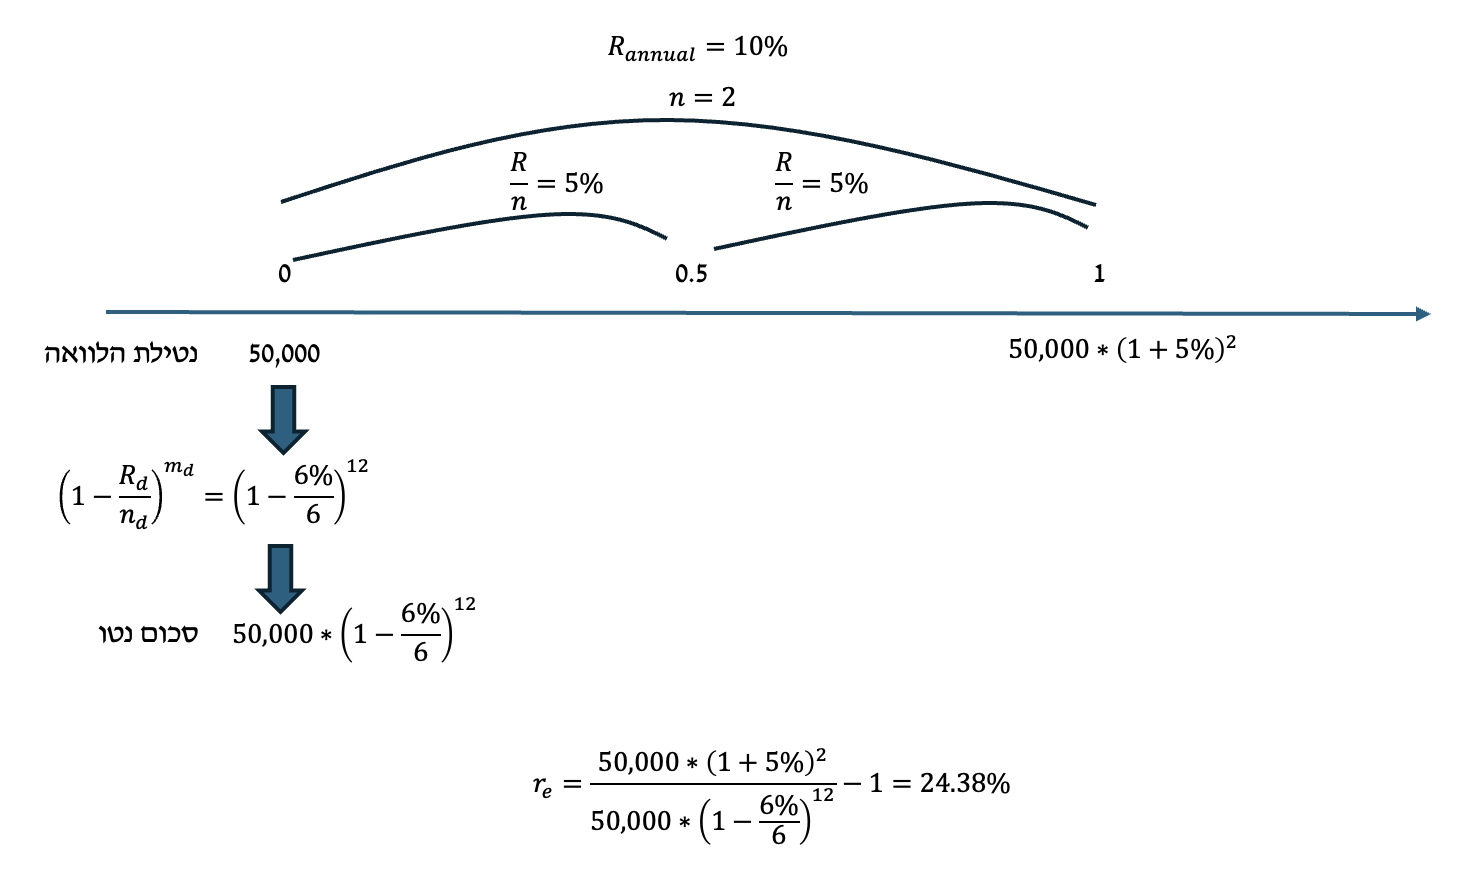 R_annual = 10%
n = 2
R/n = 5% R/n = 5%
0 0.5 1
נטילת הלוואה 50,000 50,000 ∗ (1 + 5%)^2
(1 − R_d/n_d)^m_d = (1 − 6%/6)^12
סכום נטו 50,000 ∗ (1 − 6%/6)^12
r_e = 50,000 ∗ (1 + 5%)^2 / 50,000 ∗ (1 − 6%/6)^12 − 1 = 24.38%